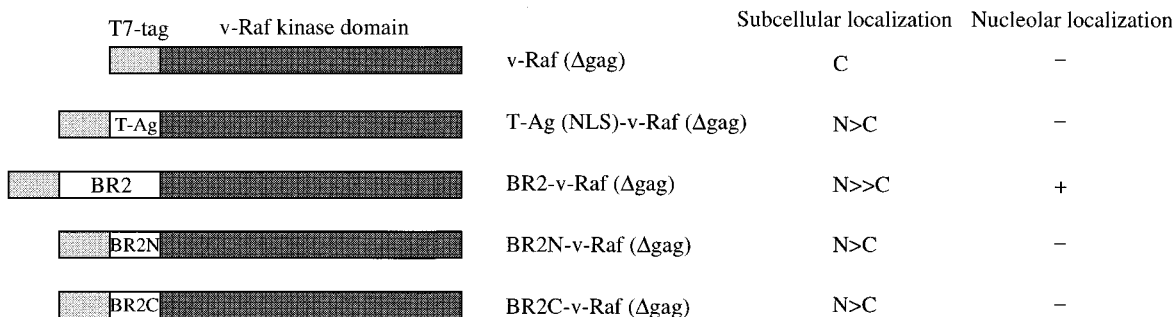 Subcellular localization Nucleolar localization
T7-tag v-Raf kinase domain
v-Raf (Δgag) C −
T-Ag T-Ag (NLS)-v-Raf (Δgag) N>C −
BR2 BR2-v-Raf (Δgag) N>>C +
BR2N BR2N-v-Raf (Δgag) N>C −
BR2C BR2C-v-Raf (Δgag) N>C −